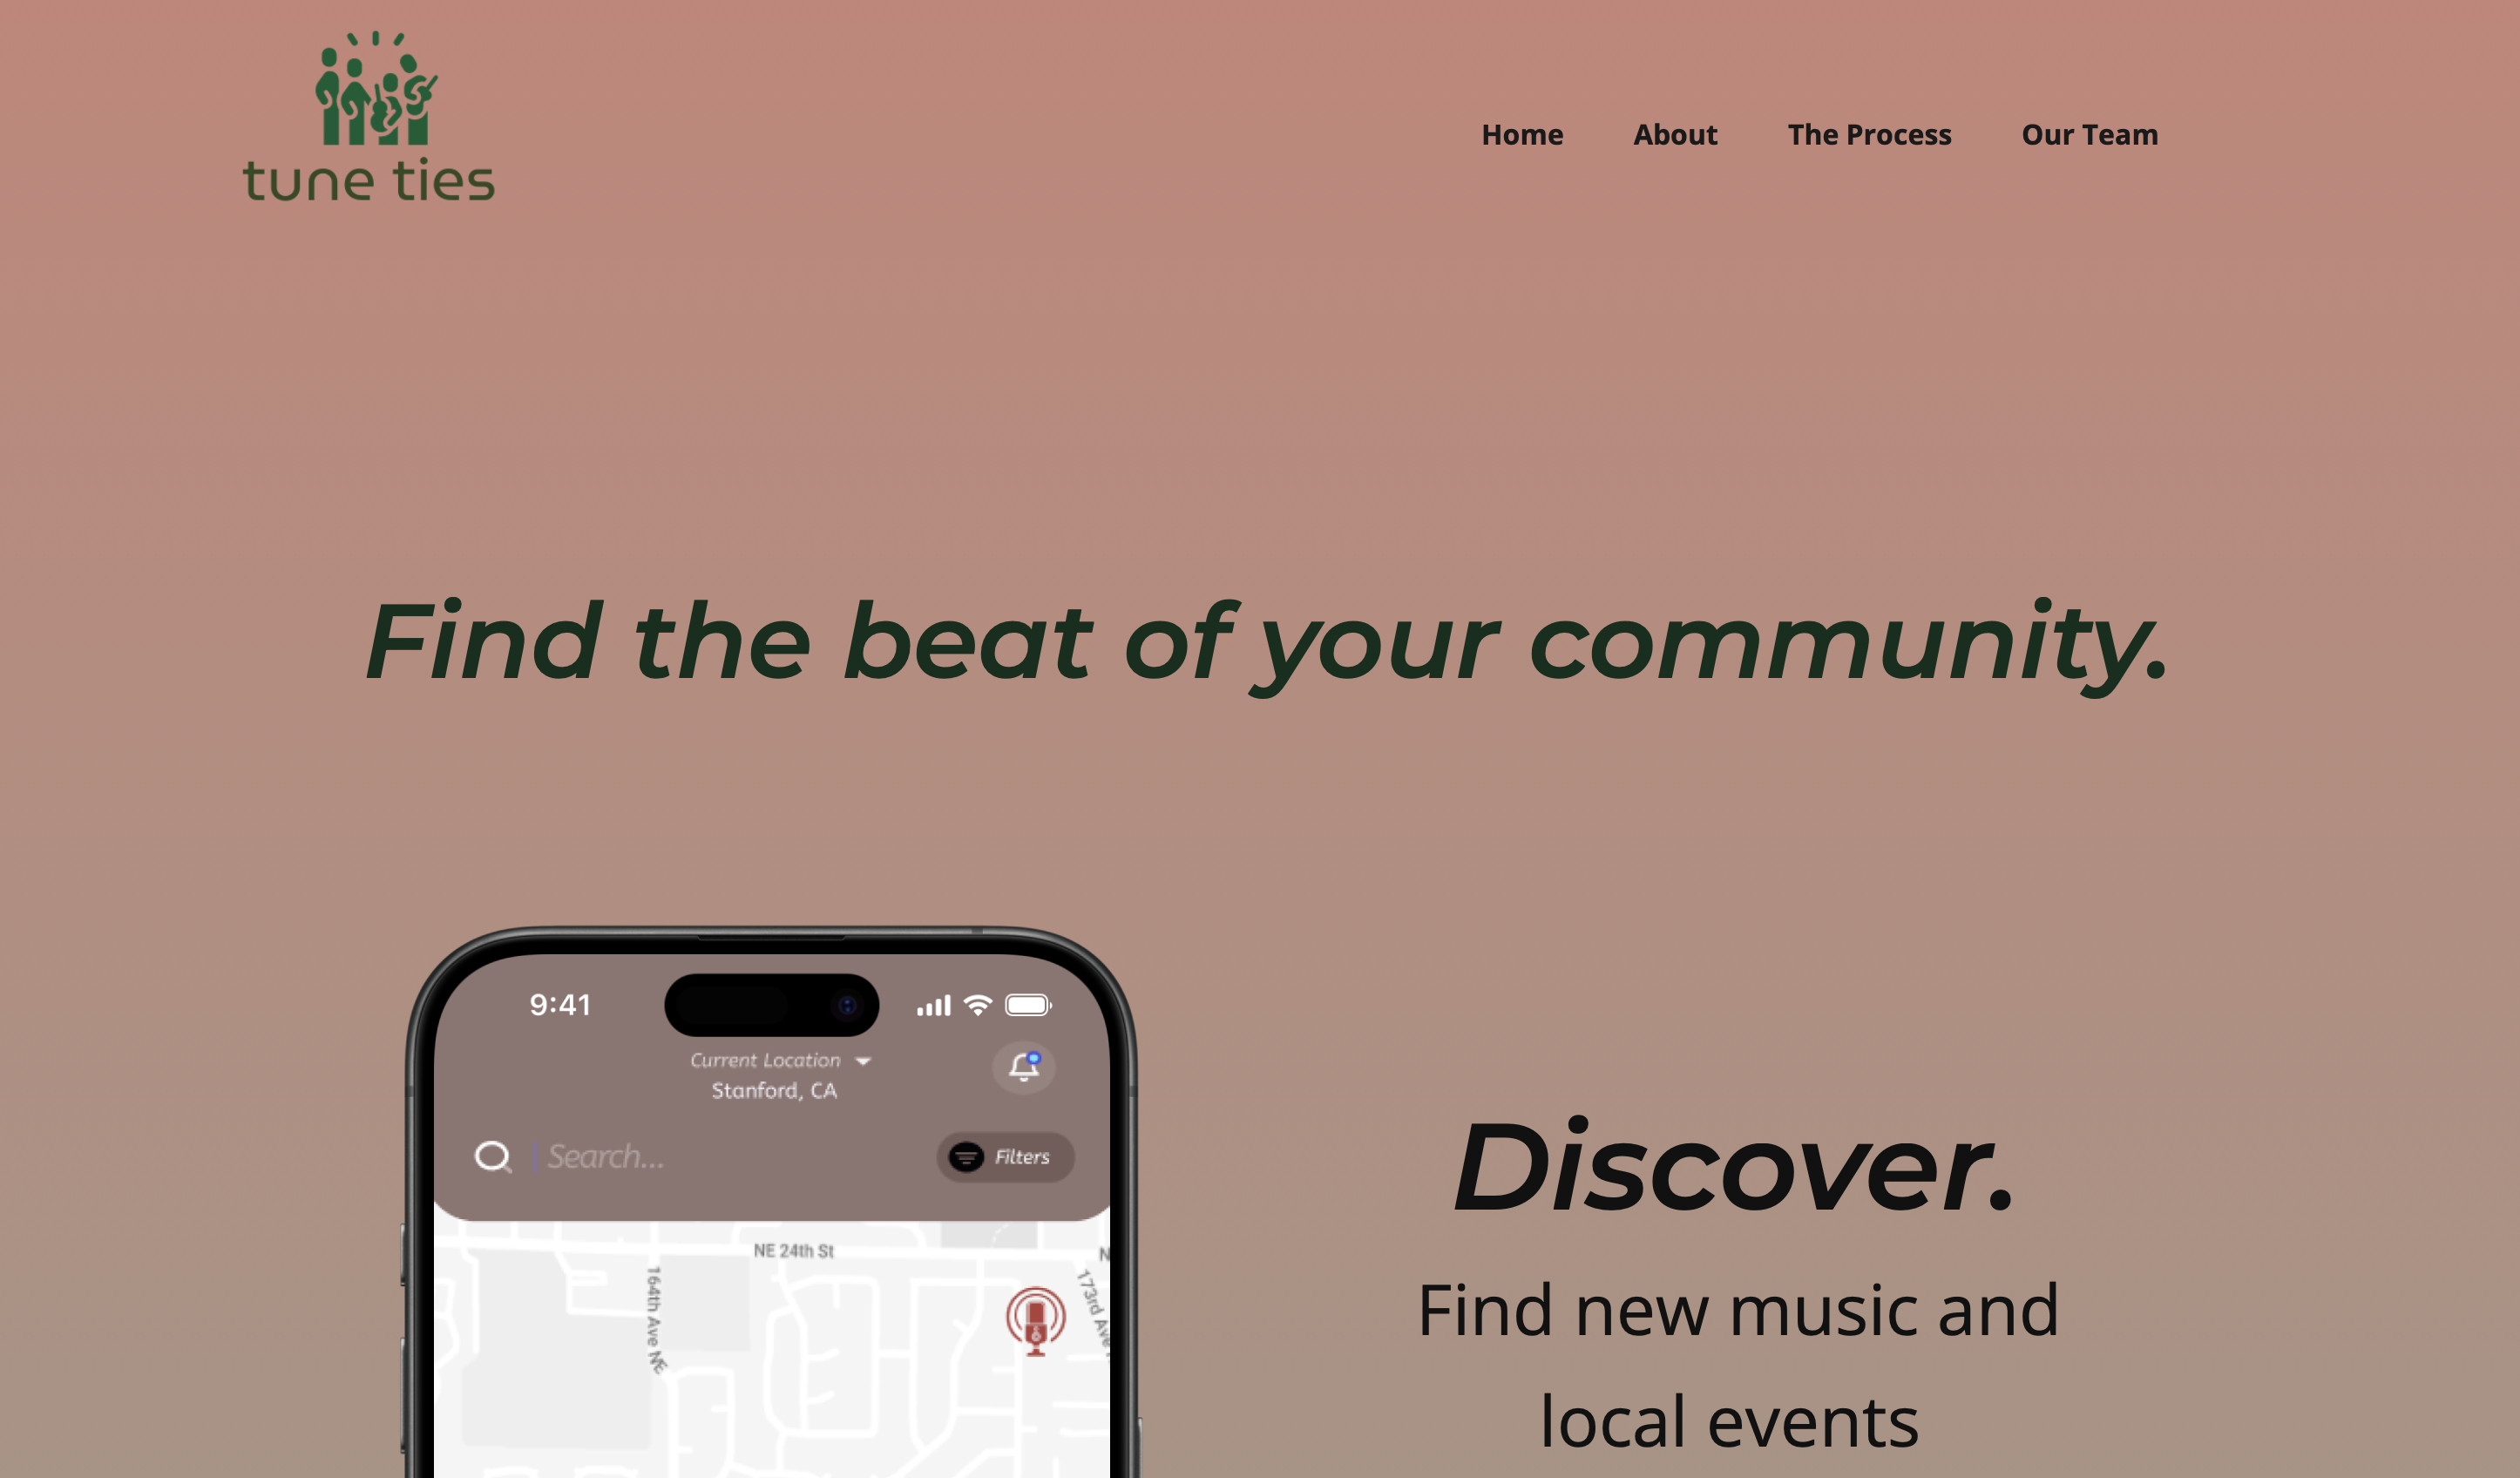 tune ties
Home About The Process Our Team
Find the beat of your community.
9:41
Current Location
Stanford, CA
Search...
Filters
NE 24th St
N
164th Ave NE
173rd Ave
Discover.
Find new music and
local events